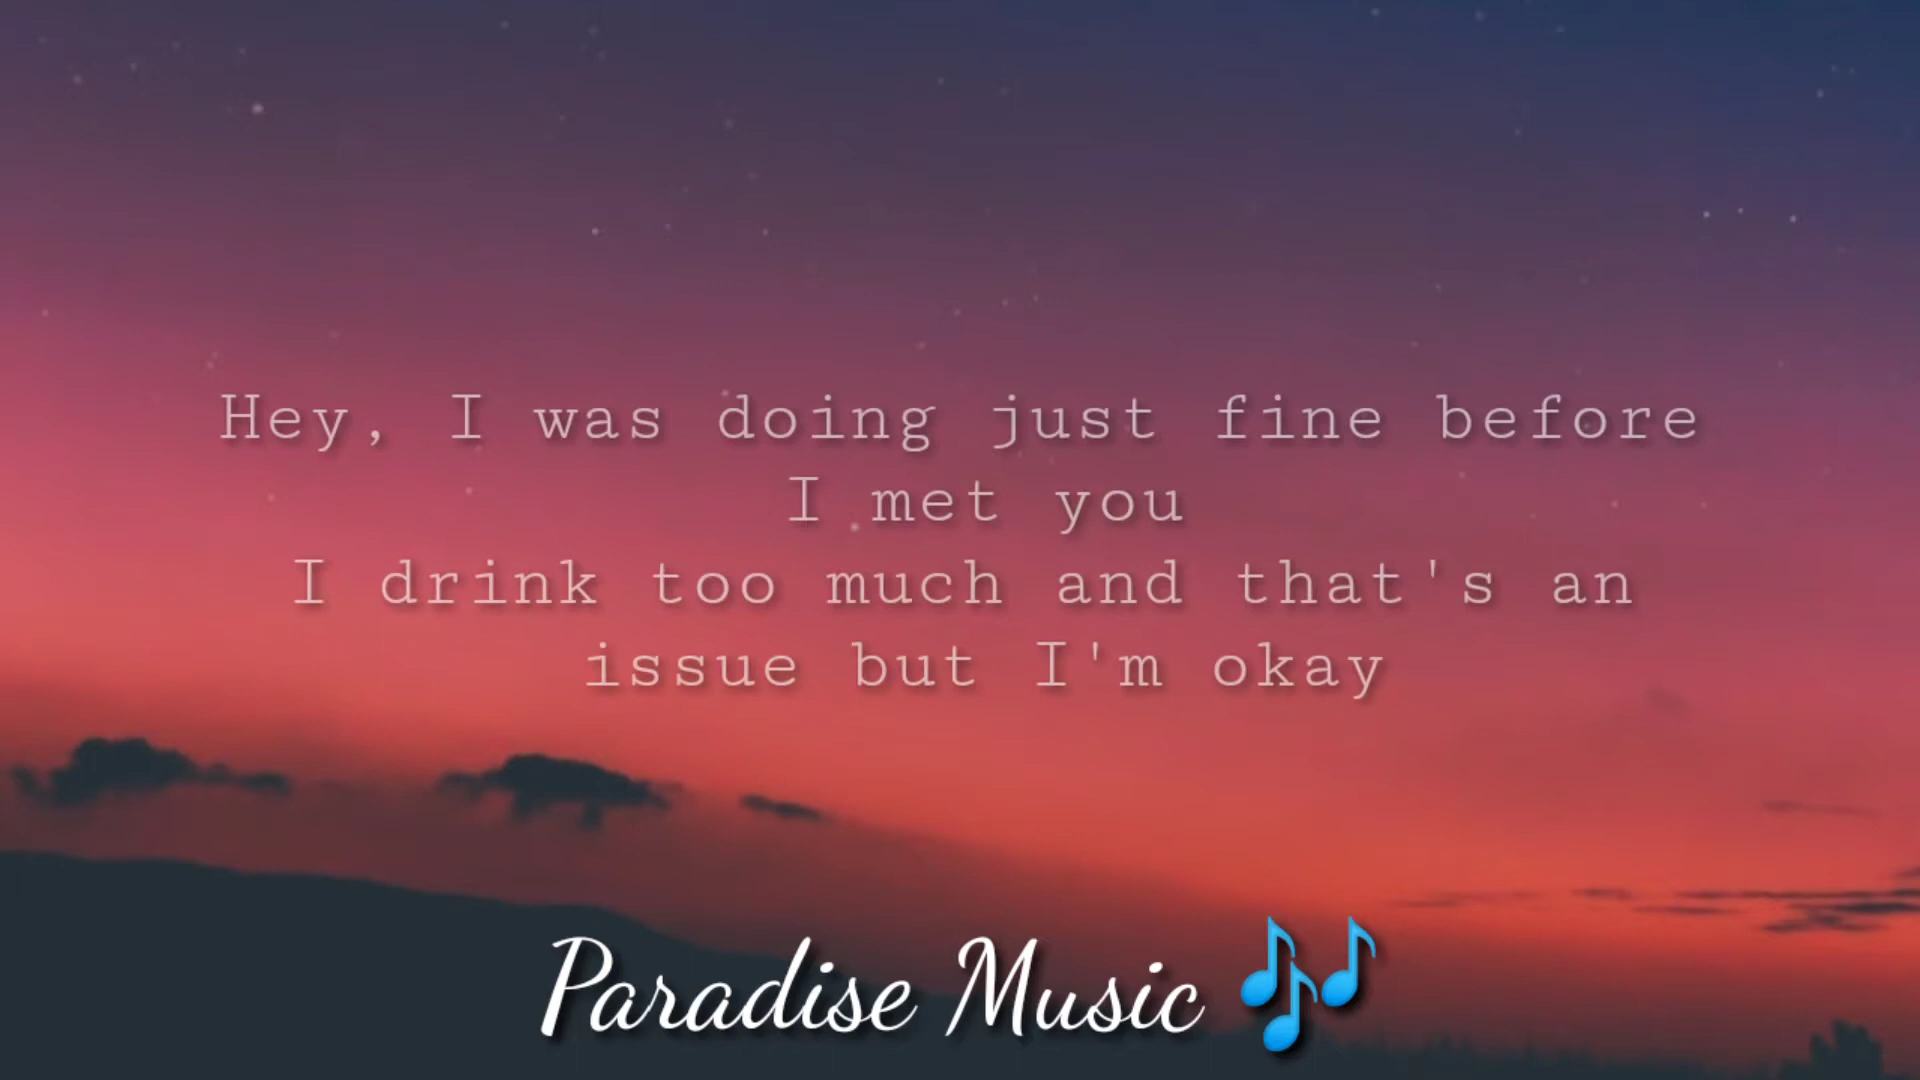 Hey, I was doing just fine before
I met you
I drink too much and that's an
issue but I'm okay
Paradise Music 🎶